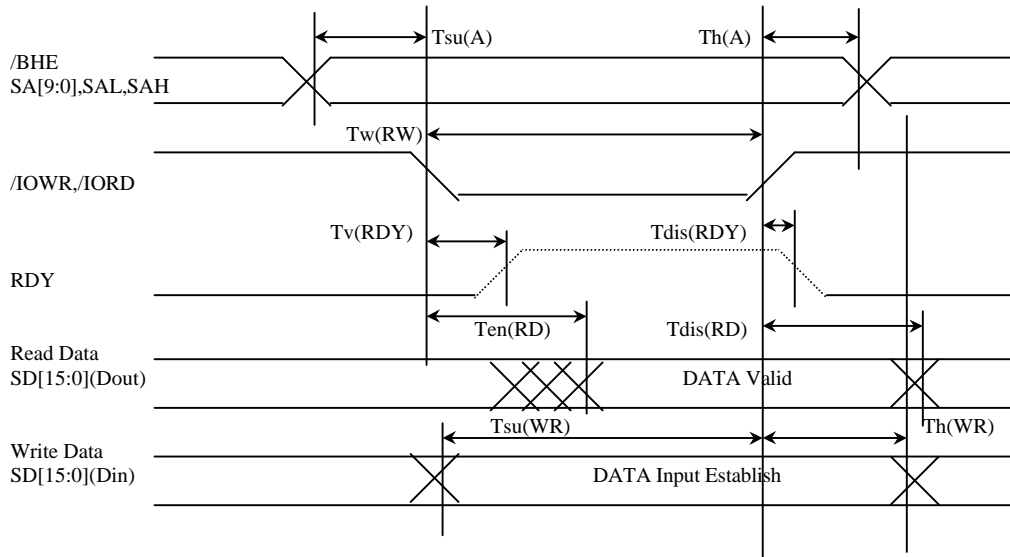 Tsu(A)
Th(A)
/BHE
SA[9:0],SAL,SAH
Tw(RW)
/IOWR,/IORD
Tv(RDY)
Tdis(RDY)
RDY
Ten(RD)
Tdis(RD)
Read Data
SD[15:0](Dout)
DATA Valid
Tsu(WR)
Th(WR)
Write Data
SD[15:0](Din)
DATA Input Establish